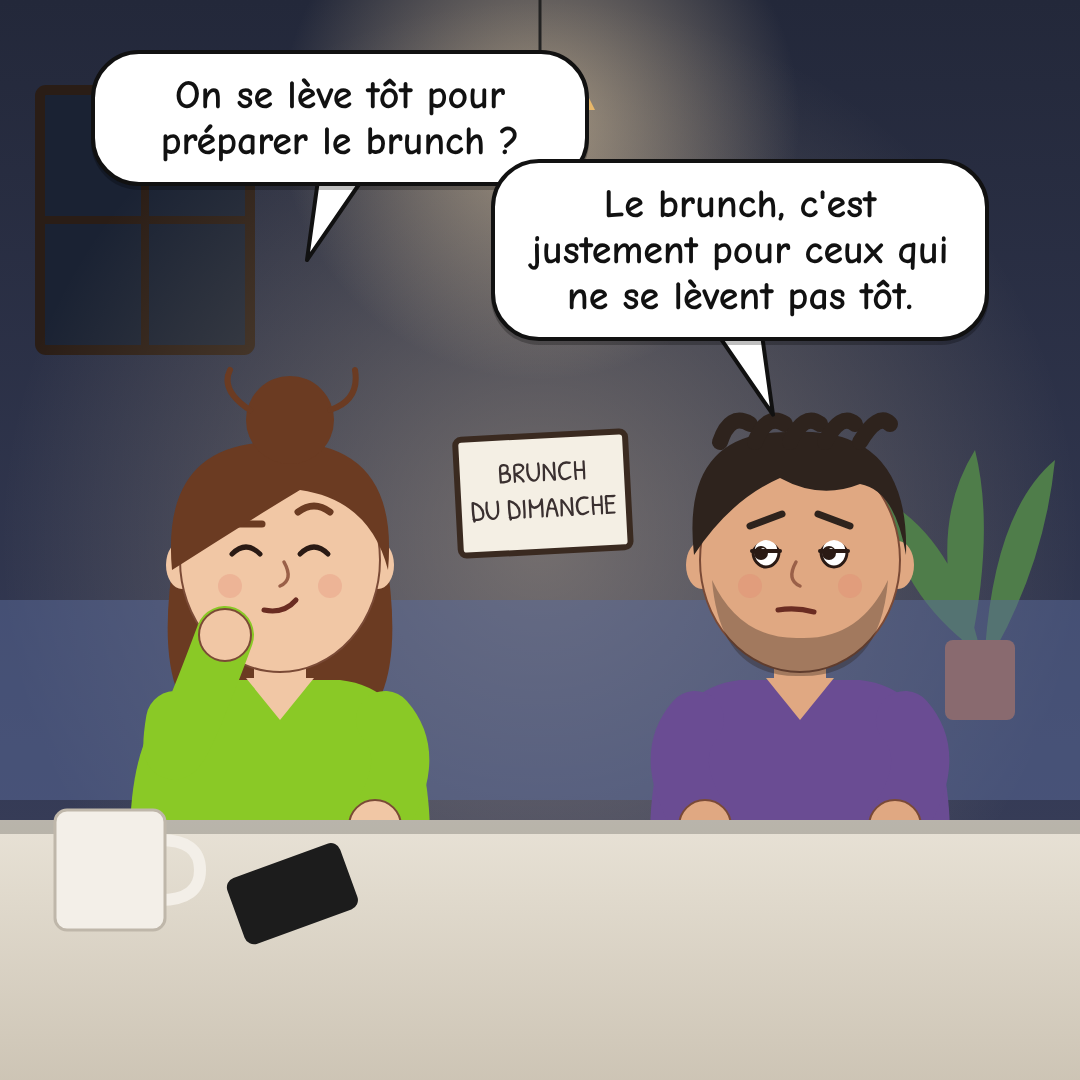 On se lève tôt pour
préparer le brunch ?
Le brunch, c'est
justement pour ceux qui
ne se lèvent pas tôt.
BRUNCH
DU DIMANCHE